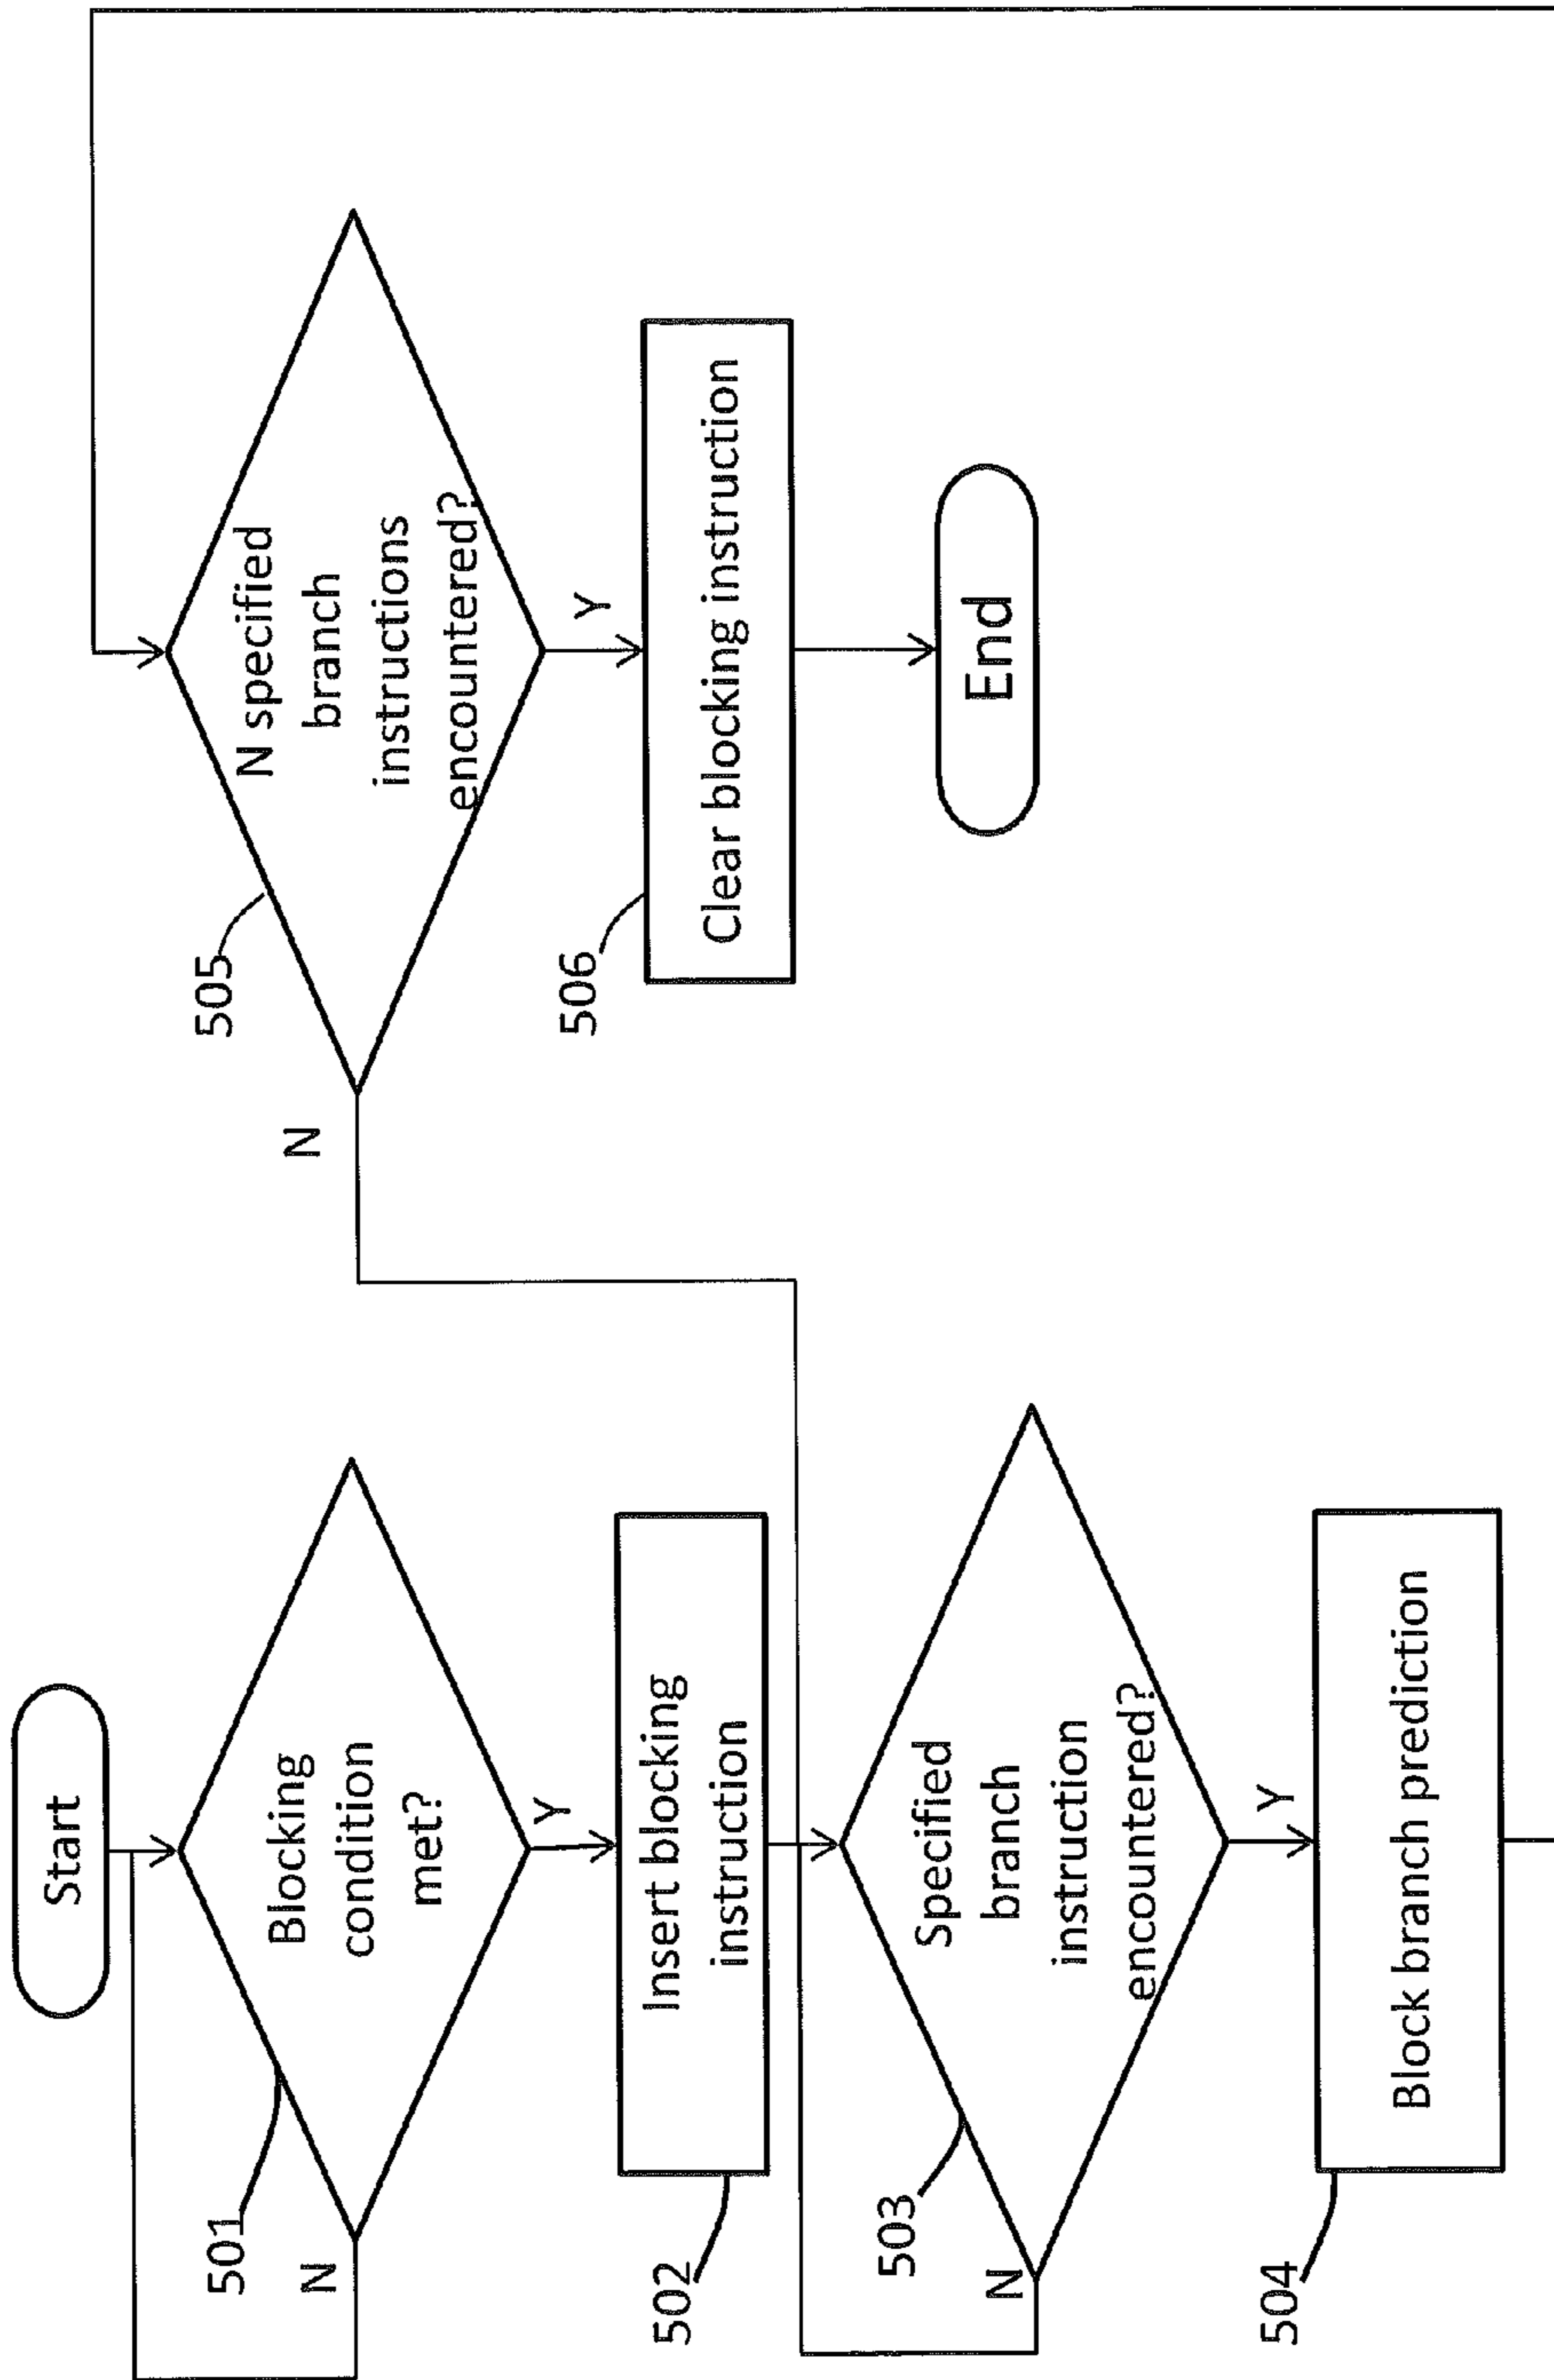 Start
501
Blocking
condition
met?
N
Y
502
Insert blocking
instruction
503
Specified
branch
instruction
encountered?
N
Y
504
Block branch prediction
505
N specified
branch
instructions
encountered?
N
Y
506
Clear blocking instruction
End